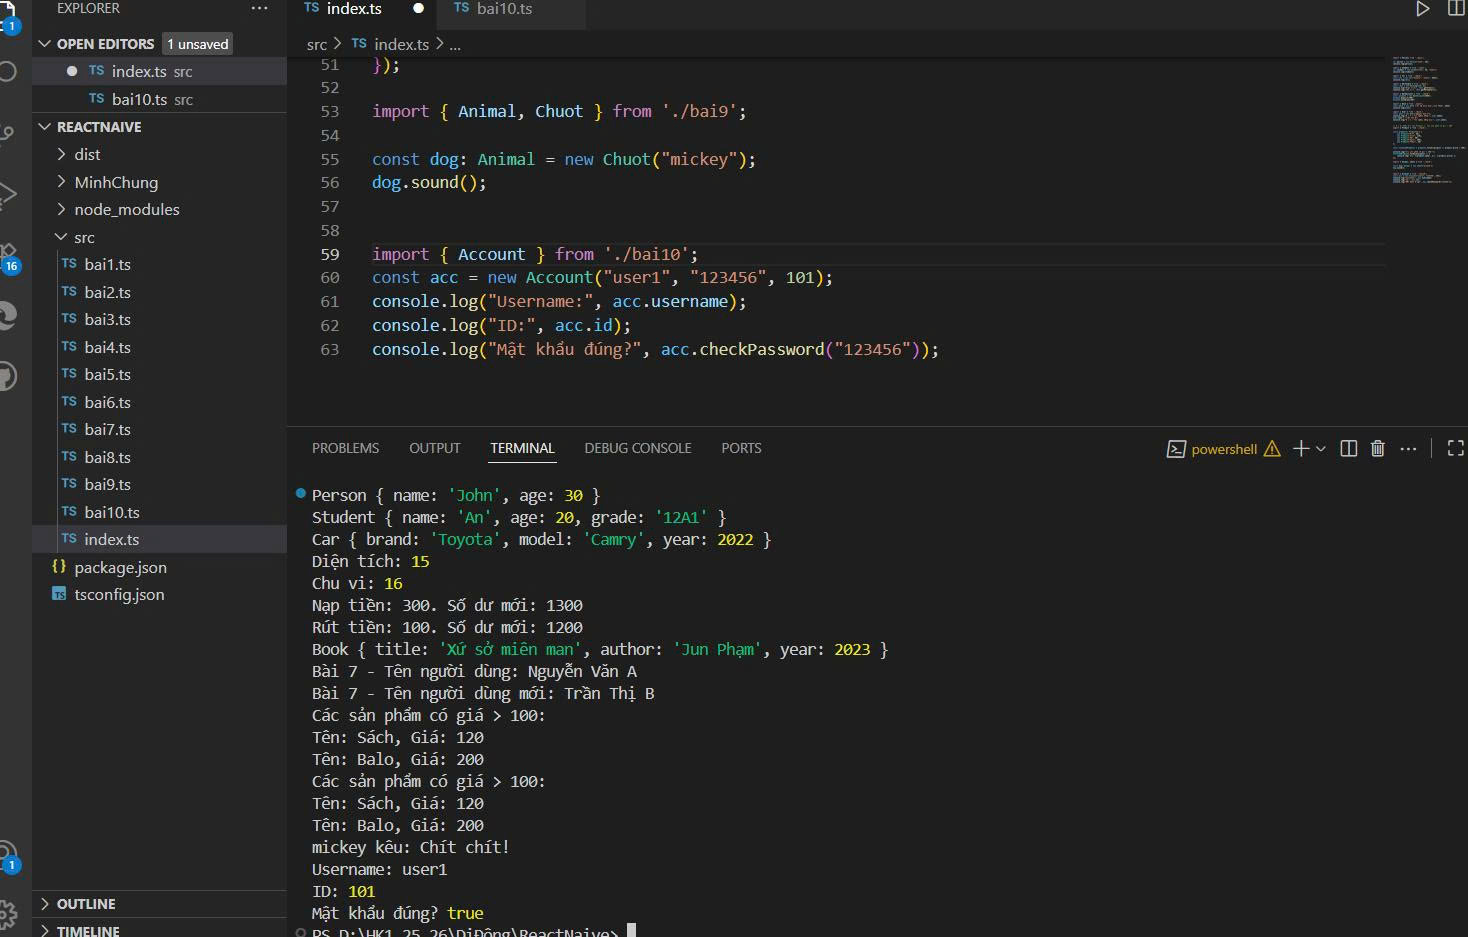 EXPLORER
...
TS index.ts
TS bai10.ts
OPEN EDITORS 1 unsaved
src > TS index.ts > ...
TS index.ts src
TS bai10.ts src
REACTNAIVE
dist
MinhChung
node_modules
src
TS bai1.ts
TS bai2.ts
TS bai3.ts
TS bai4.ts
TS bai5.ts
TS bai6.ts
TS bai7.ts
TS bai8.ts
TS bai9.ts
TS bai10.ts
TS index.ts
{} package.json
TS tsconfig.json
OUTLINE
TIMELINE
1
16
1
51 });
52
53 import { Animal, Chuot } from './bai9';
54
55 const dog: Animal = new Chuot("mickey");
56 dog.sound();
57
58
59 import { Account } from './bai10';
60 const acc = new Account("user1", "123456", 101);
61 console.log("Username:", acc.username);
62 console.log("ID:", acc.id);
63 console.log("Mật khẩu đúng?", acc.checkPassword("123456"));
PROBLEMS OUTPUT TERMINAL DEBUG CONSOLE PORTS
powershell
Person { name: 'John', age: 30 }
Student { name: 'An', age: 20, grade: '12A1' }
Car { brand: 'Toyota', model: 'Camry', year: 2022 }
Diện tích: 15
Chu vi: 16
Nạp tiền: 300. Số dư mới: 1300
Rút tiền: 100. Số dư mới: 1200
Book { title: 'Xứ sở miên man', author: 'Jun Phạm', year: 2023 }
Bài 7 - Tên người dùng: Nguyễn Văn A
Bài 7 - Tên người dùng mới: Trần Thị B
Các sản phẩm có giá > 100:
Tên: Sách, Giá: 120
Tên: Balo, Giá: 200
Các sản phẩm có giá > 100:
Tên: Sách, Giá: 120
Tên: Balo, Giá: 200
mickey kêu: Chít chít!
Username: user1
ID: 101
Mật khẩu đúng? true
PS D:\HK1_25_26\DiĐộng\ReactNaive>